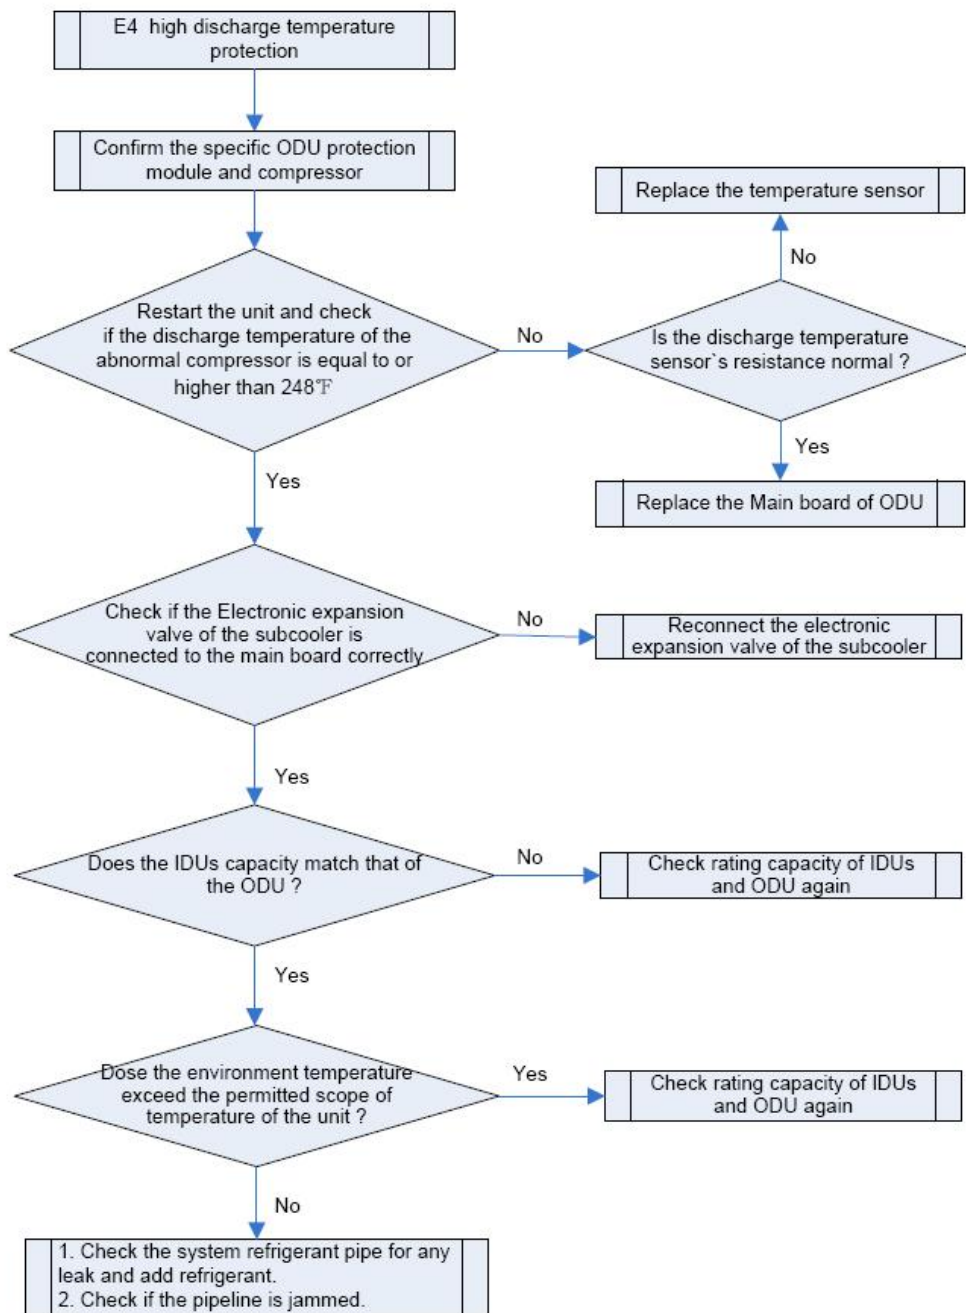 E4 high discharge temperature
protection
Confirm the specific ODU protection
module and compressor
Replace the temperature sensor
No
Restart the unit and check
if the discharge temperature of the
abnormal compressor is equal to or
higher than 248℉
No
Is the discharge temperature
sensor`s resistance normal ?
Yes
Yes
Replace the Main board of ODU
Check if the Electronic expansion
valve of the subcooler is
connected to the main board correctly
No
Reconnect the electronic
expansion valve of the subcooler
Yes
Does the IDUs capacity match that of
the ODU ?
No
Check rating capacity of IDUs
and ODU again
Yes
Dose the environment temperature
exceed the permitted scope of
temperature of the unit ?
Yes
Check rating capacity of IDUs
and ODU again
No
1. Check the system refrigerant pipe for any
leak and add refrigerant.
2. Check if the pipeline is jammed.